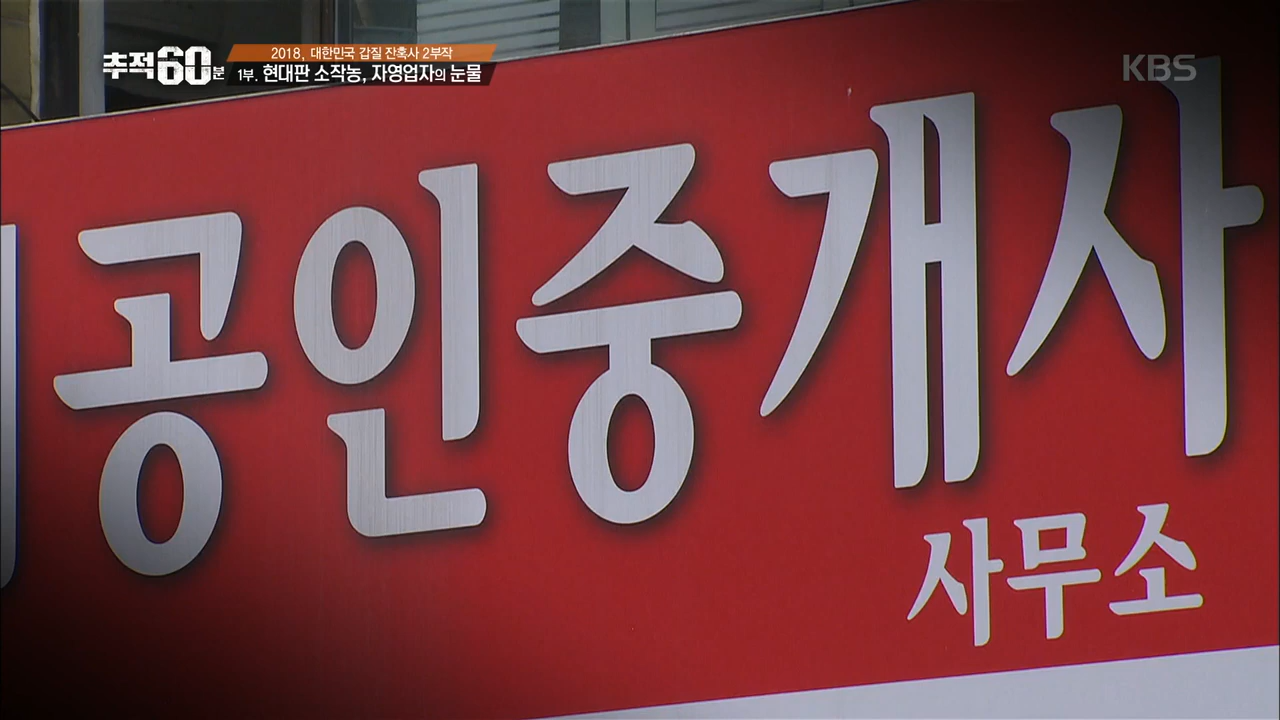 추적60분
2018, 대한민국 갑질 잔혹사 2부작
1부. 현대판 소작농, 자영업자의 눈물
KBS
공인중개사
사무소